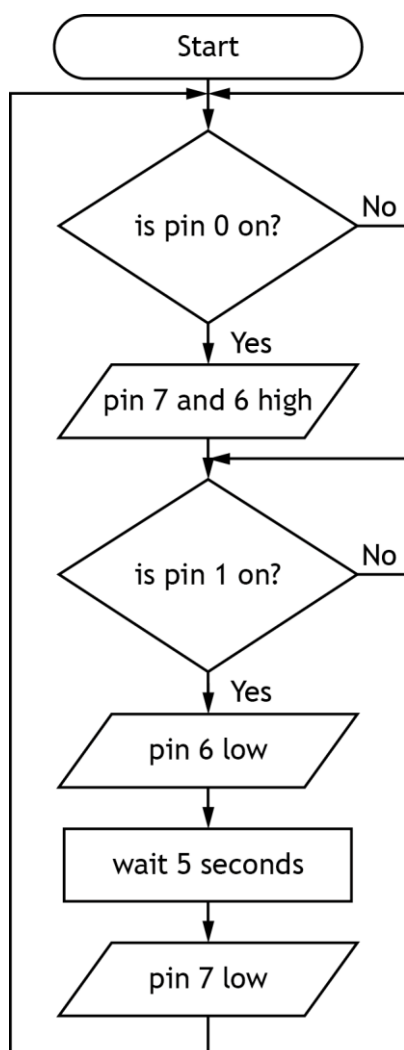 Start
is pin 0 on?
No
Yes
pin 7 and 6 high
is pin 1 on?
No
Yes
pin 6 low
wait 5 seconds
pin 7 low